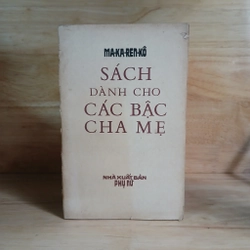 MA-KA-REN-KÔ
SÁCH
DÀNH CHO
CÁC BẬC
CHA MẸ
NHÀ XUẤT BẢN
PHỤ NỮ